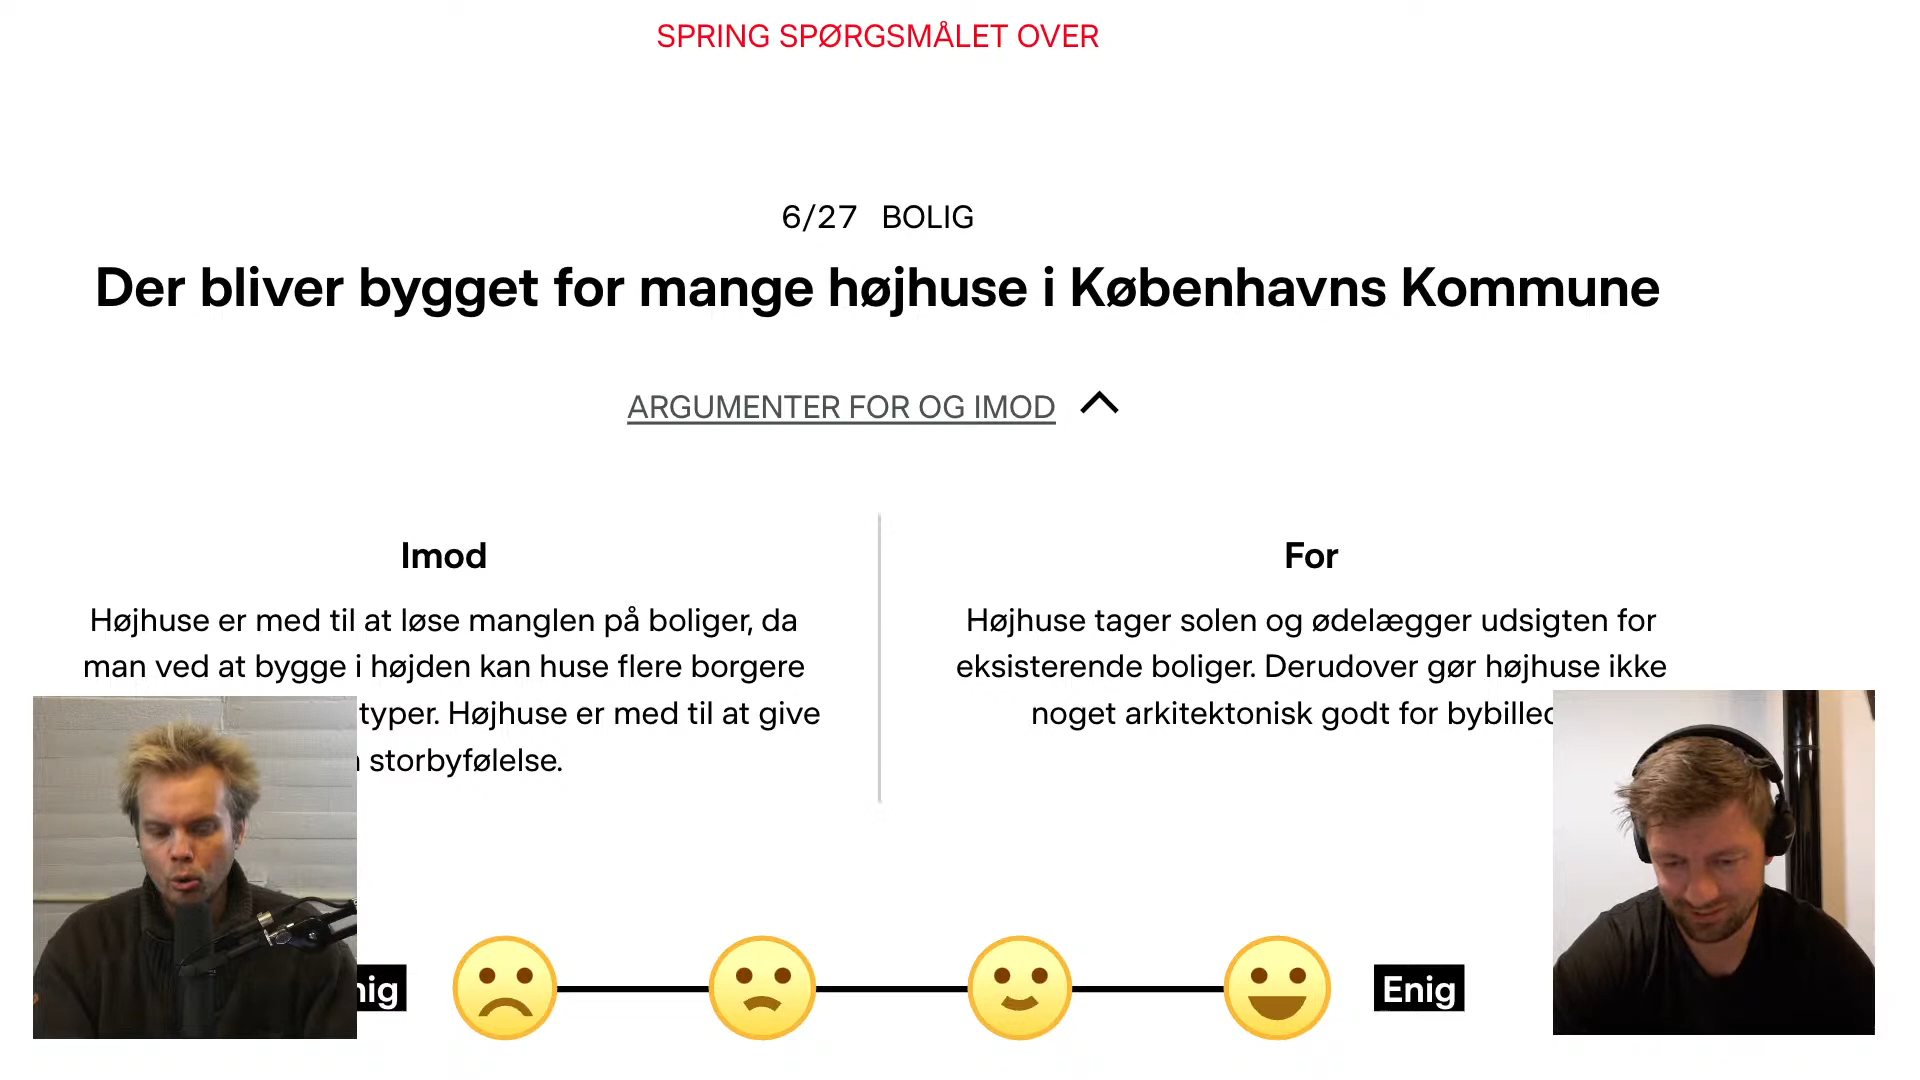 SPRING SPØRGSMÅLET OVER
6/27 BOLIG
Der bliver bygget for mange højhuse i Københavns Kommune
ARGUMENTER FOR OG IMOD
Imod
Højhuse er med til at løse manglen på boliger, da
man ved at bygge i højden kan huse flere borgere
typer. Højhuse er med til at give
storbyfølelse.
For
Højhuse tager solen og ødelægger udsigten for
eksisterende boliger. Derudover gør højhuse ikke
noget arkitektonisk godt for
Enig